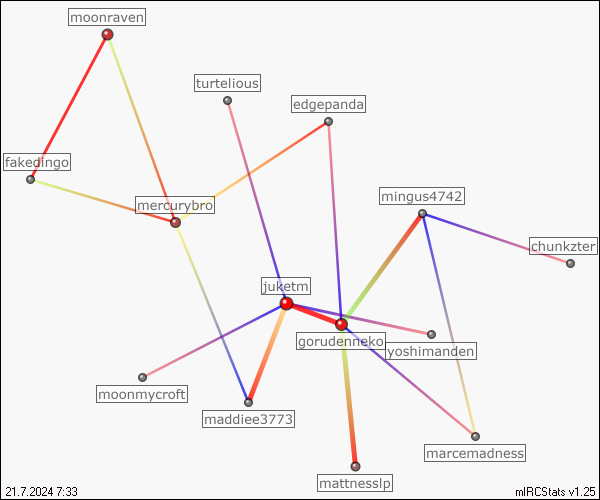 moonraven
turtelious
edgepanda
fakedingo
mercurybro
mingus4742
chunkzter
juketm
gorudenneko
yoshimanden
moonmycroft
maddiee3773
marcemadness
mattnesslp
21.7.2024 7:33
mIRCStats v1.25